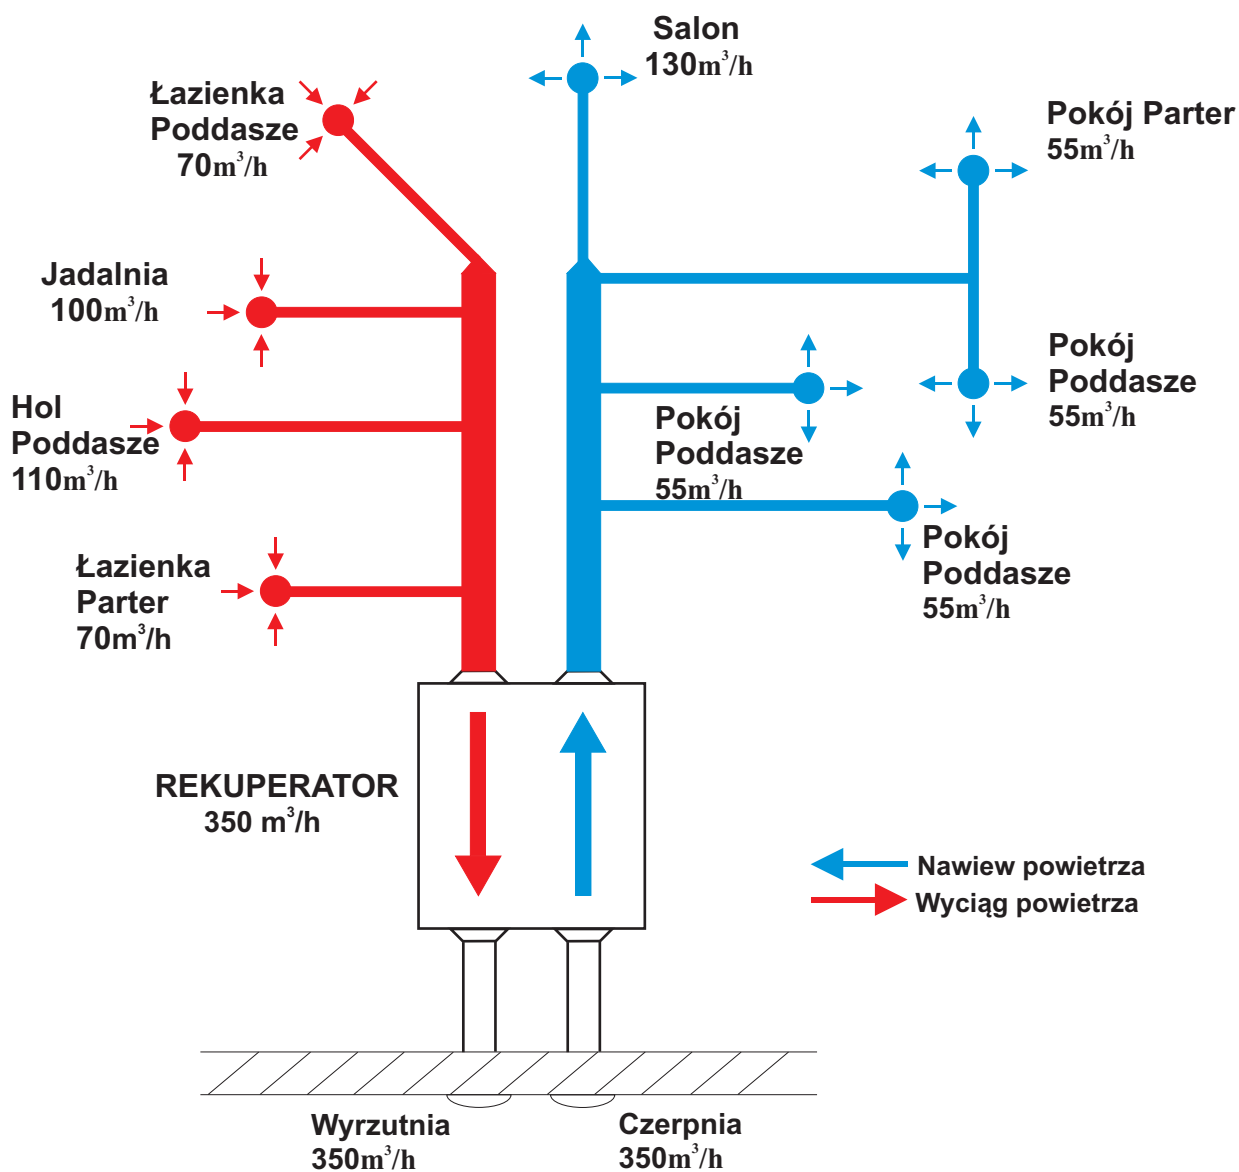 Salon
130m³/h
Łazienka
Poddasze
70m³/h
Pokój Parter
55m³/h
Jadalnia
100m³/h
Pokój
Poddasze
55m³/h
Hol
Poddasze
110m³/h
Pokój
Poddasze
55m³/h
Pokój
Poddasze
55m³/h
Łazienka
Parter
70m³/h
REKUPERATOR
350 m³/h
Nawiew powietrza
Wyciąg powietrza
Wyrzutnia
350m³/h
Czerpnia
350m³/h